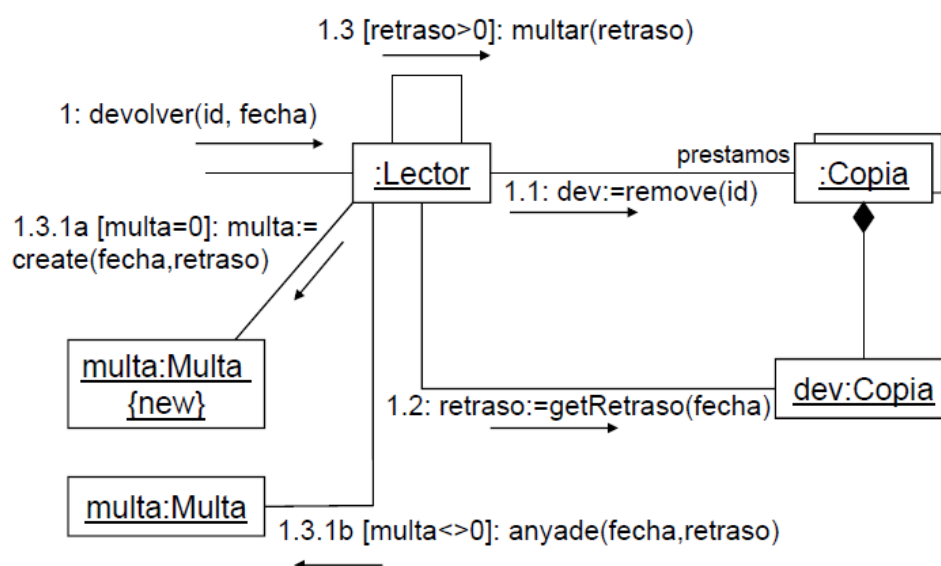 1.3 [retraso>0]: multar(retraso)
1: devolver(id, fecha)
:Lector
prestamos
:Copia
1.1: dev:=remove(id)
1.3.1a [multa=0]: multa:=
create(fecha,retraso)
multa:Multa
{new}
dev:Copia
1.2: retraso:=getRetraso(fecha)
multa:Multa
1.3.1b [multa<>0]: anyade(fecha,retraso)